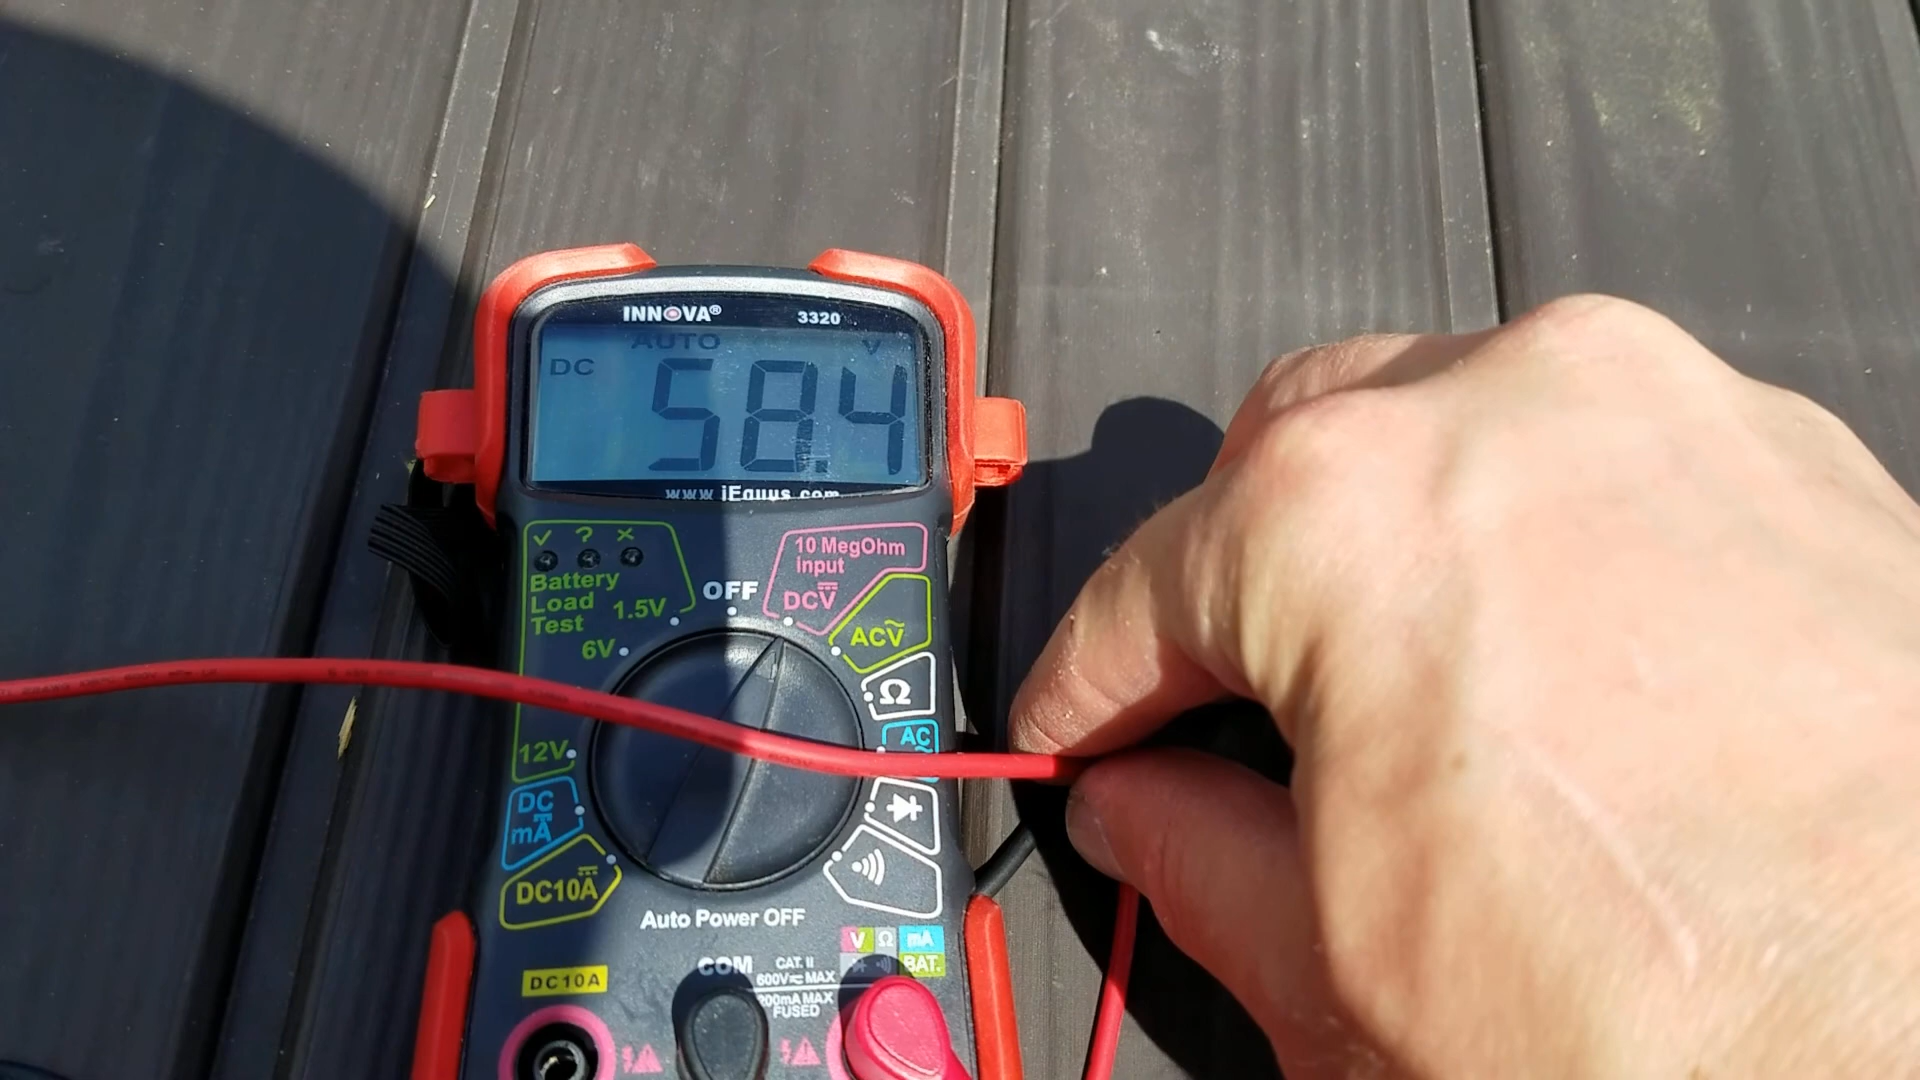 INNOVA® 3320
AUTO V
DC 58.4
www.iEquus.com
✓ ? ×
Battery
Load
Test
1.5V
6V
12V
OFF
10 MegOhm
input
DCV
ACV
Ω
AC
DC
mA
DC10A
Auto Power OFF
V Ω mA
BAT.
COM
CAT. II
600V MAX
200mA MAX
FUSED
DC10A